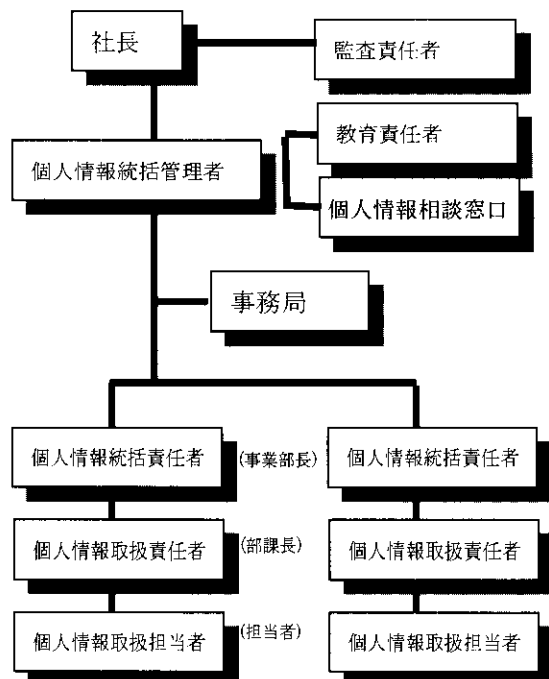 社長
監査責任者
教育責任者
個人情報統括管理者
個人情報相談窓口
事務局
個人情報統括責任者
(事業部長)
個人情報統括責任者
個人情報取扱責任者
(部課長)
個人情報取扱責任者
個人情報取扱担当者
(担当者)
個人情報取扱担当者